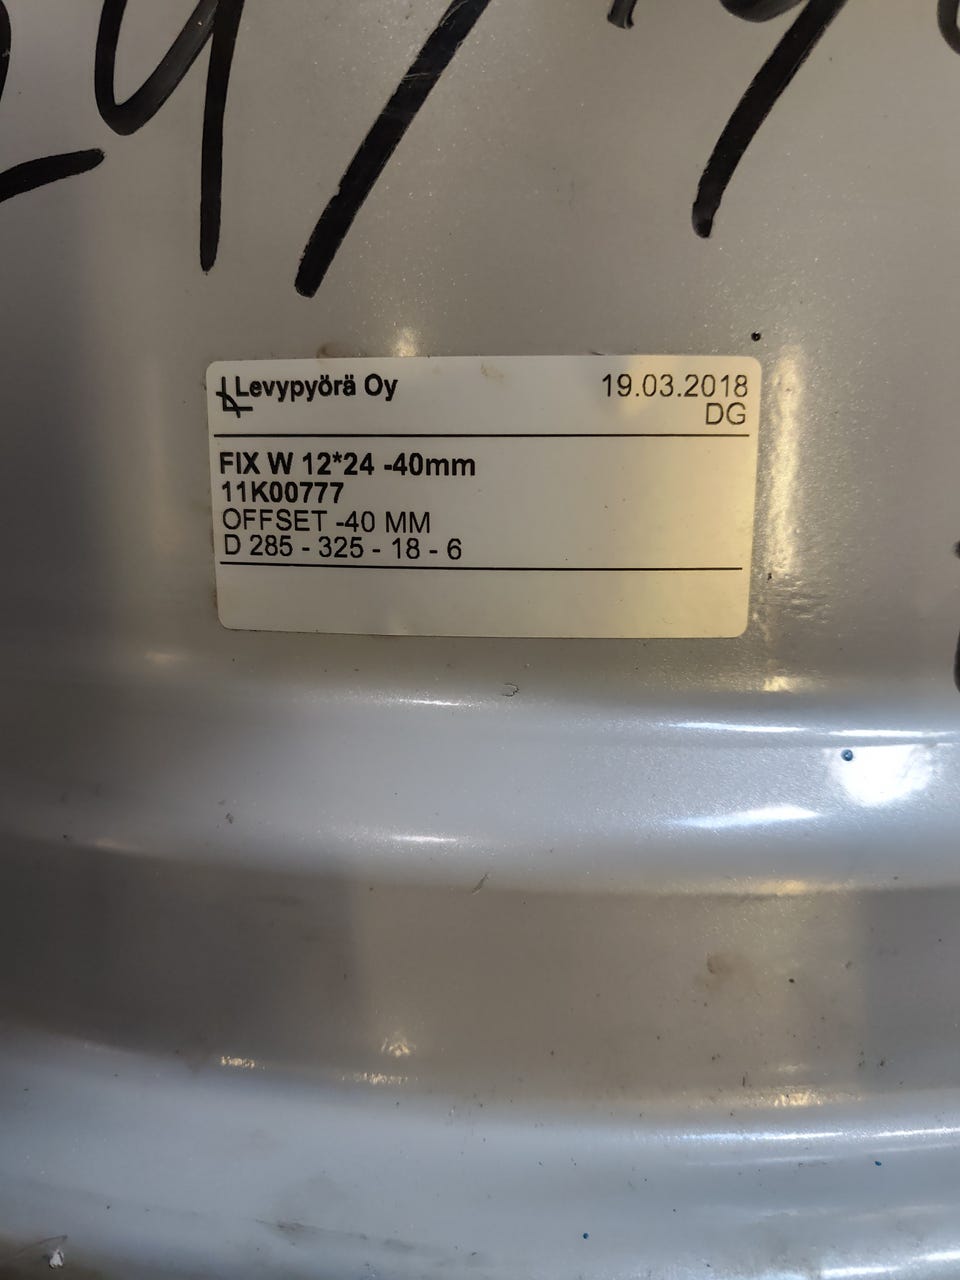 Levypyörä Oy
19.03.2018
DG
FIX W 12*24 -40mm
11K00777
OFFSET -40 MM
D 285 - 325 - 18 - 6